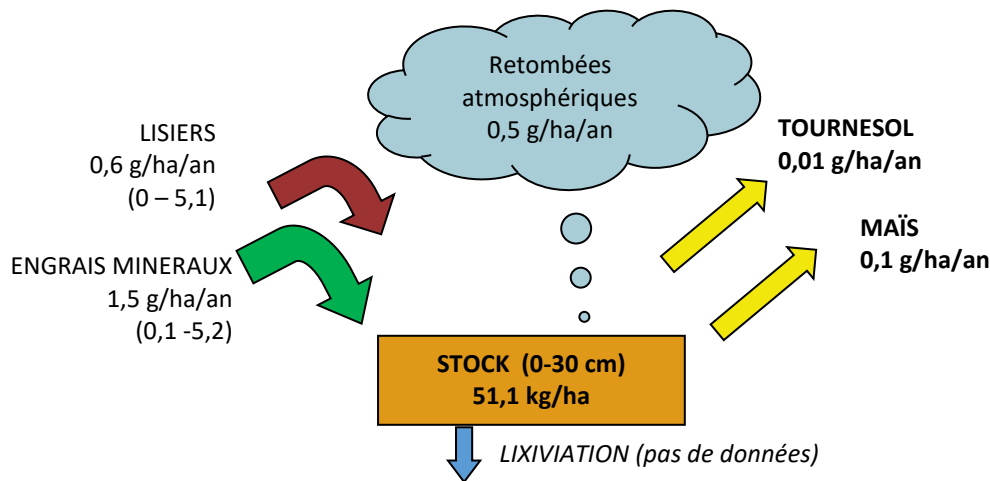 Retombées
atmosphériques
0,5 g/ha/an
LISIERS
0,6 g/ha/an
(0 – 5,1)
TOURNESOL
0,01 g/ha/an
MAÏS
0,1 g/ha/an
ENGRAIS MINERAUX
1,5 g/ha/an
(0,1 -5,2)
STOCK (0-30 cm)
51,1 kg/ha
LIXIVIATION (pas de données)